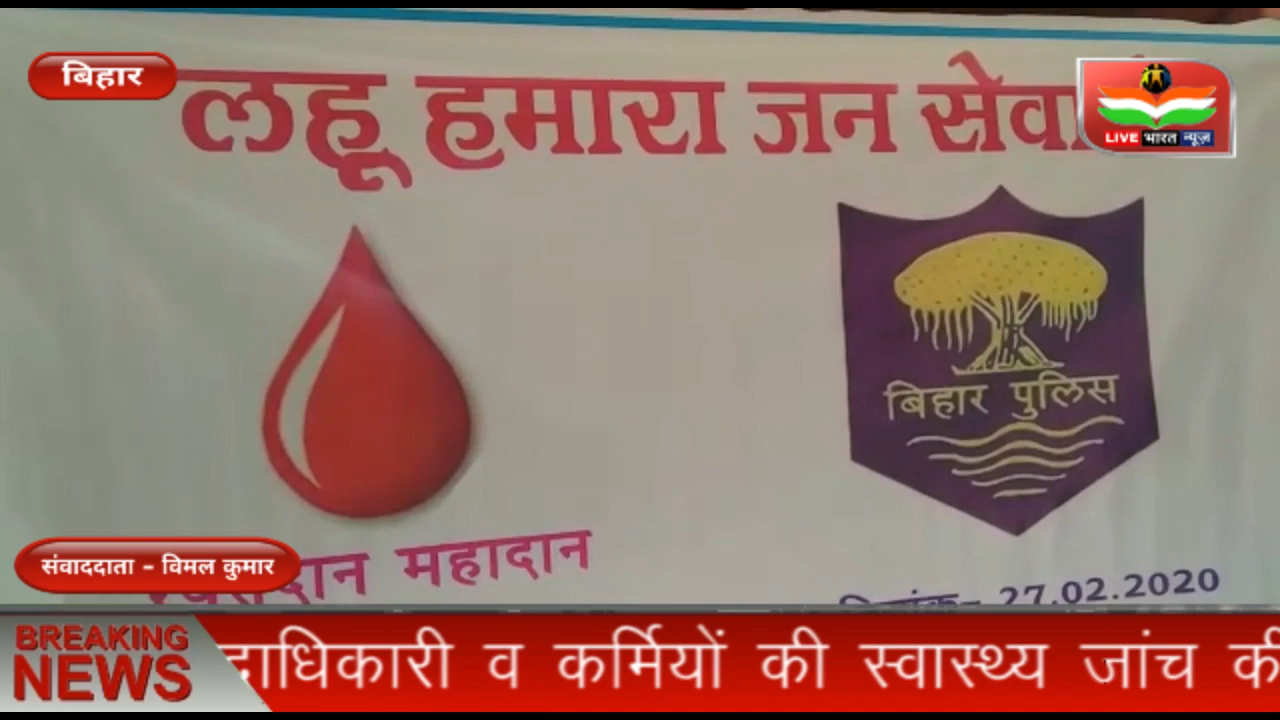 बिहार
लहू हमारा जन सेवा
LIVE भारत न्यूज़
बिहार पुलिस
संवाददाता - विमल कुमार
महादान
27.02.2020
BREAKING
NEWS
व कर्मियों की स्वास्थ्य जांच की